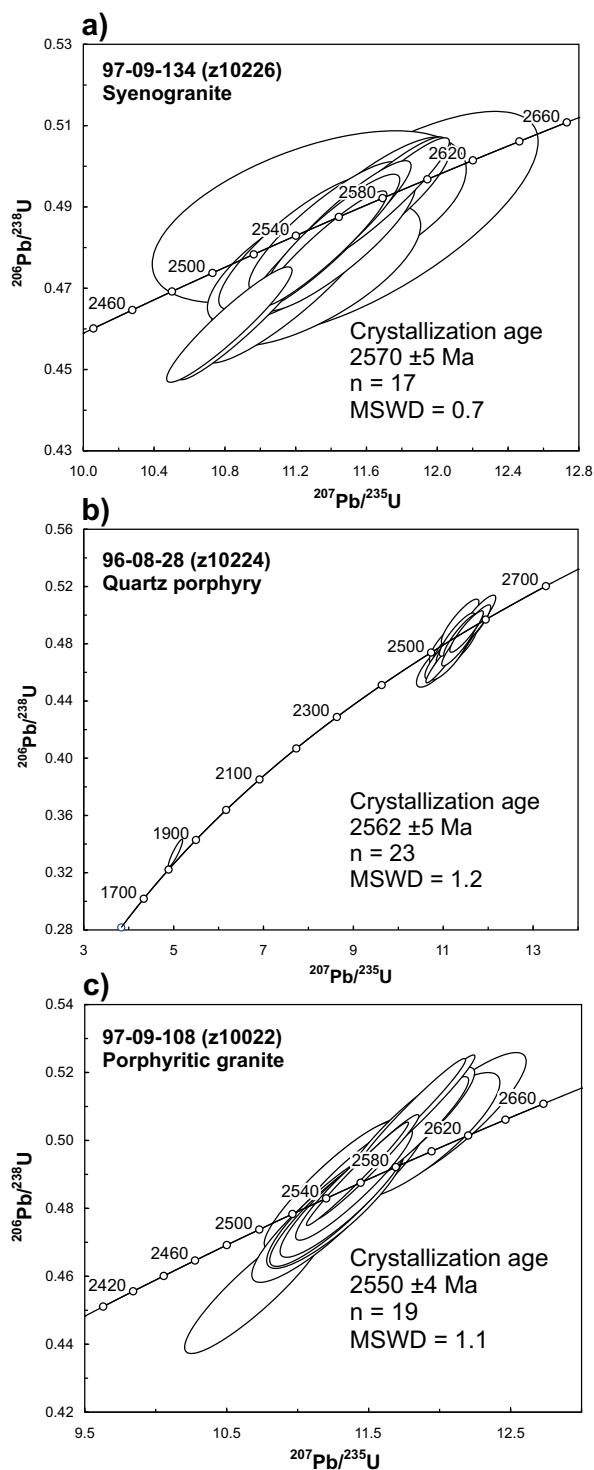 a)
97-09-134 (z10226)
Syenogranite
0.53
0.51
0.49
0.47
0.45
0.43
206Pb/238U
2460
2500
2540
2580
2620
2660
Crystallization age
2570 ±5 Ma
n = 17
MSWD = 0.7
10.0 10.4 10.8 11.2 11.6 12.0 12.4 12.8
207Pb/235U
b)
96-08-28 (z10224)
Quartz porphyry
0.56
0.52
0.48
0.44
0.40
0.36
0.32
0.28
206Pb/238U
1700
1900
2100
2300
2500
2700
Crystallization age
2562 ±5 Ma
n = 23
MSWD = 1.2
3 5 7 9 11 13
207Pb/235U
c)
97-09-108 (z10022)
Porphyritic granite
0.54
0.52
0.50
0.48
0.46
0.44
0.42
206Pb/238U
2420
2460
2500
2540
2580
2620
2660
Crystallization age
2550 ±4 Ma
n = 19
MSWD = 1.1
9.5 10.5 11.5 12.5
207Pb/235U